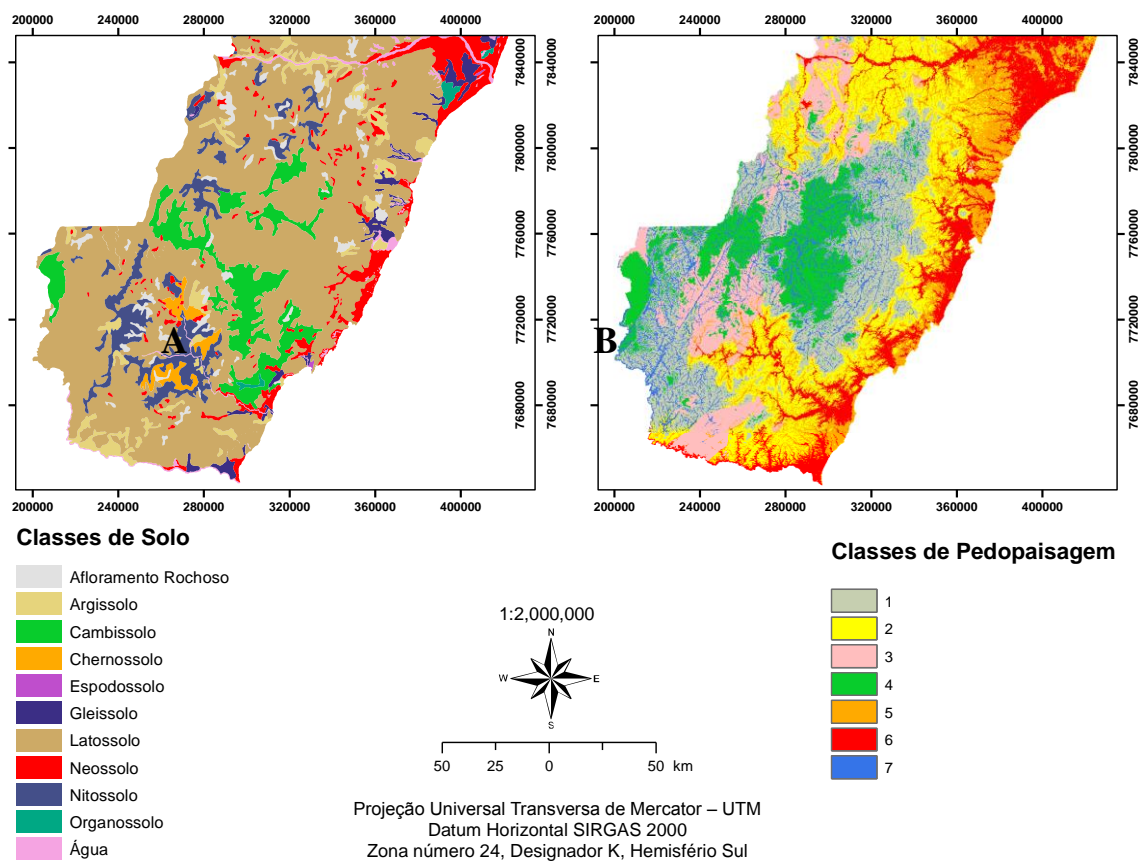 200000 240000 280000 320000 360000 400000
200000 240000 280000 320000 360000 400000
7840000
7800000
7760000
7720000
7680000
7840000
7800000
7760000
7720000
7680000
A
B
200000 240000 280000 320000 360000 400000
200000 240000 280000 320000 360000 400000
Classes de Solo
Afloramento Rochoso
Argissolo
Cambissolo
Chernossolo
Espodossolo
Gleissolo
Latossolo
Neossolo
Nitossolo
Organossolo
Água
1:2,000,000
N
W E
S
50 25 0 50 km
Projeção Universal Transversa de Mercator – UTM
Datum Horizontal SIRGAS 2000
Zona número 24, Designador K, Hemisfério Sul
Classes de Pedopaisagem
1
2
3
4
5
6
7